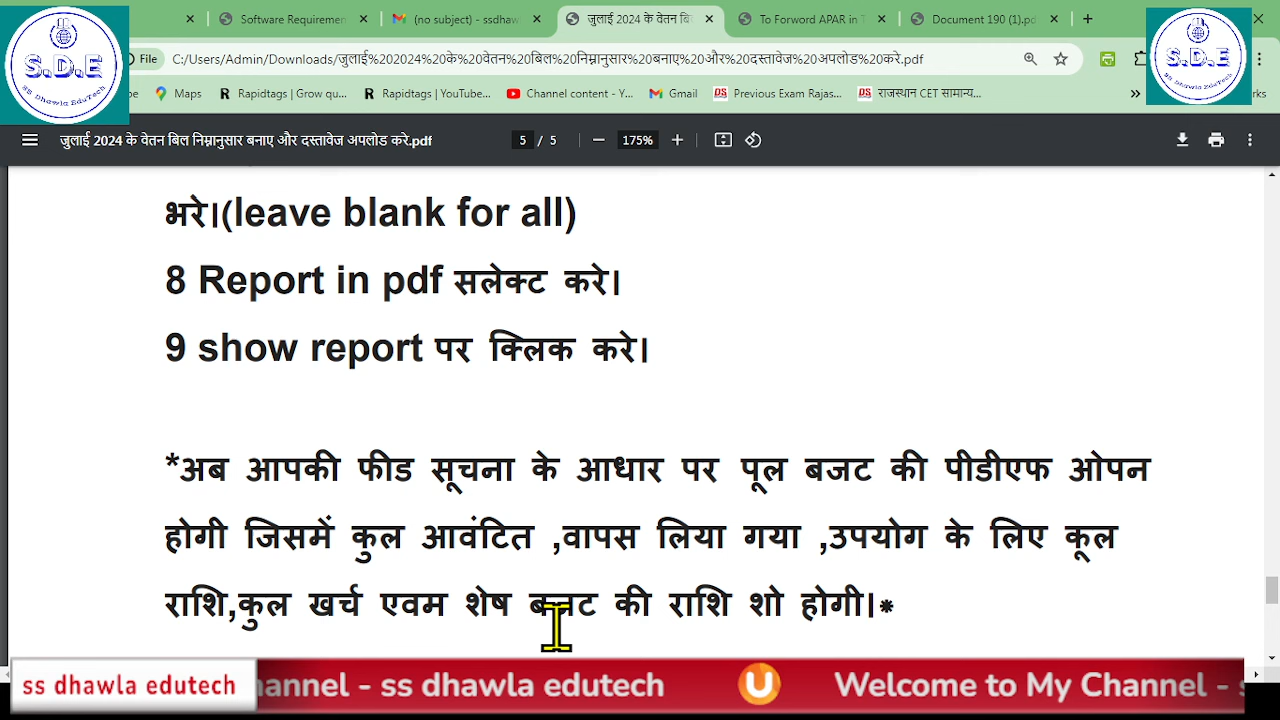 Software Requiremen
(no subject) - ssdhaw
जुलाई 2024 के वेतन बि
To Forword APAR in T
Document 190 (1).pd
S.D.E
SS Dhawla EduTech
File
C:/Users/Admin/Downloads/जुलाई%202024%20के%20वेतन%20बिल%20निम्नानुसार%20बनाए%20और%20दस्तावेज%20अपलोड%20करे.pdf
S.D.E
SS Dhawla EduTech
Maps
Rapidtags | Grow qu...
Rapidtags | YouTube...
Channel content - Y...
Gmail
Previous Exam Rajas...
राजस्थान CET सामान्य...
जुलाई 2024 के वेतन बिल निम्नानुसार बनाए और दस्तावेज अपलोड करे.pdf
5 / 5
175%
भरे।(leave blank for all)
8 Report in pdf सलेक्ट करे।
9 show report पर क्लिक करे।
*अब आपकी फीड सूचना के आधार पर पूल बजट की पीडीएफ ओपन
होगी जिसमें कुल आवंटित ,वापस लिया गया ,उपयोग के लिए कूल
राशि,कुल खर्च एवम शेष बजट की राशि शो होगी।*
ss dhawla edutech
hannel - ss dhawla edutech
Welcome to My Channel - s